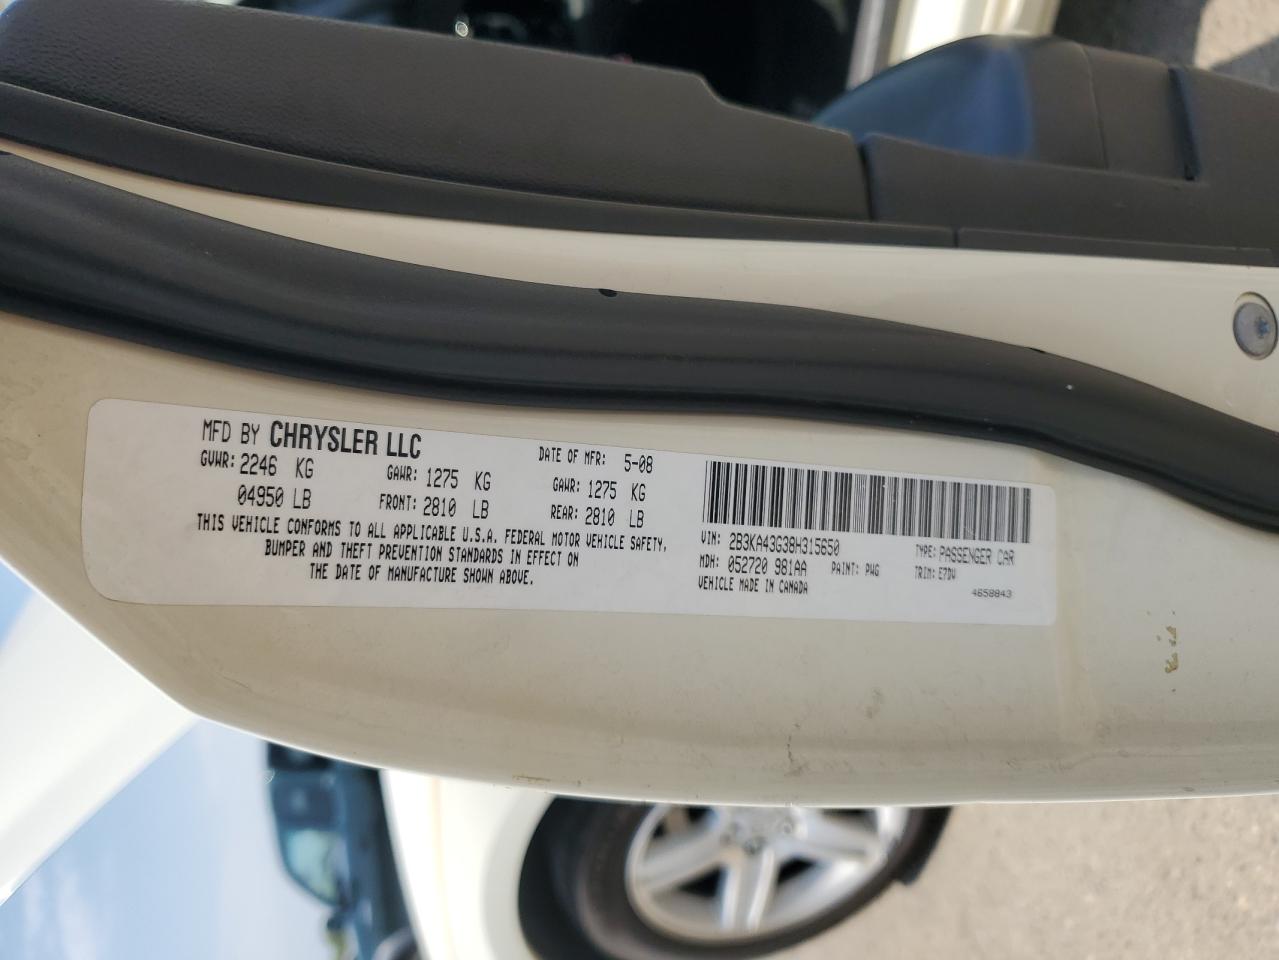 MFD BY CHRYSLER LLC
DATE OF MFR: 5-08
GVWR: 2246 KG
GAWR: 1275 KG
GAWR: 1275 KG
04950 LB
FRONT: 2810 LB
REAR: 2810 LB
THIS VEHICLE CONFORMS TO ALL APPLICABLE U.S.A. FEDERAL MOTOR VEHICLE SAFETY,
BUMPER AND THEFT PREVENTION STANDARDS IN EFFECT ON
THE DATE OF MANUFACTURE SHOWN ABOVE.
VIN: 2B3KA43G38H315650
TYPE: PASSENGER CAR
MDH: 052720 981AA
PAINT: PWG
TRIM: E7DV
VEHICLE MADE IN CANADA
4658843